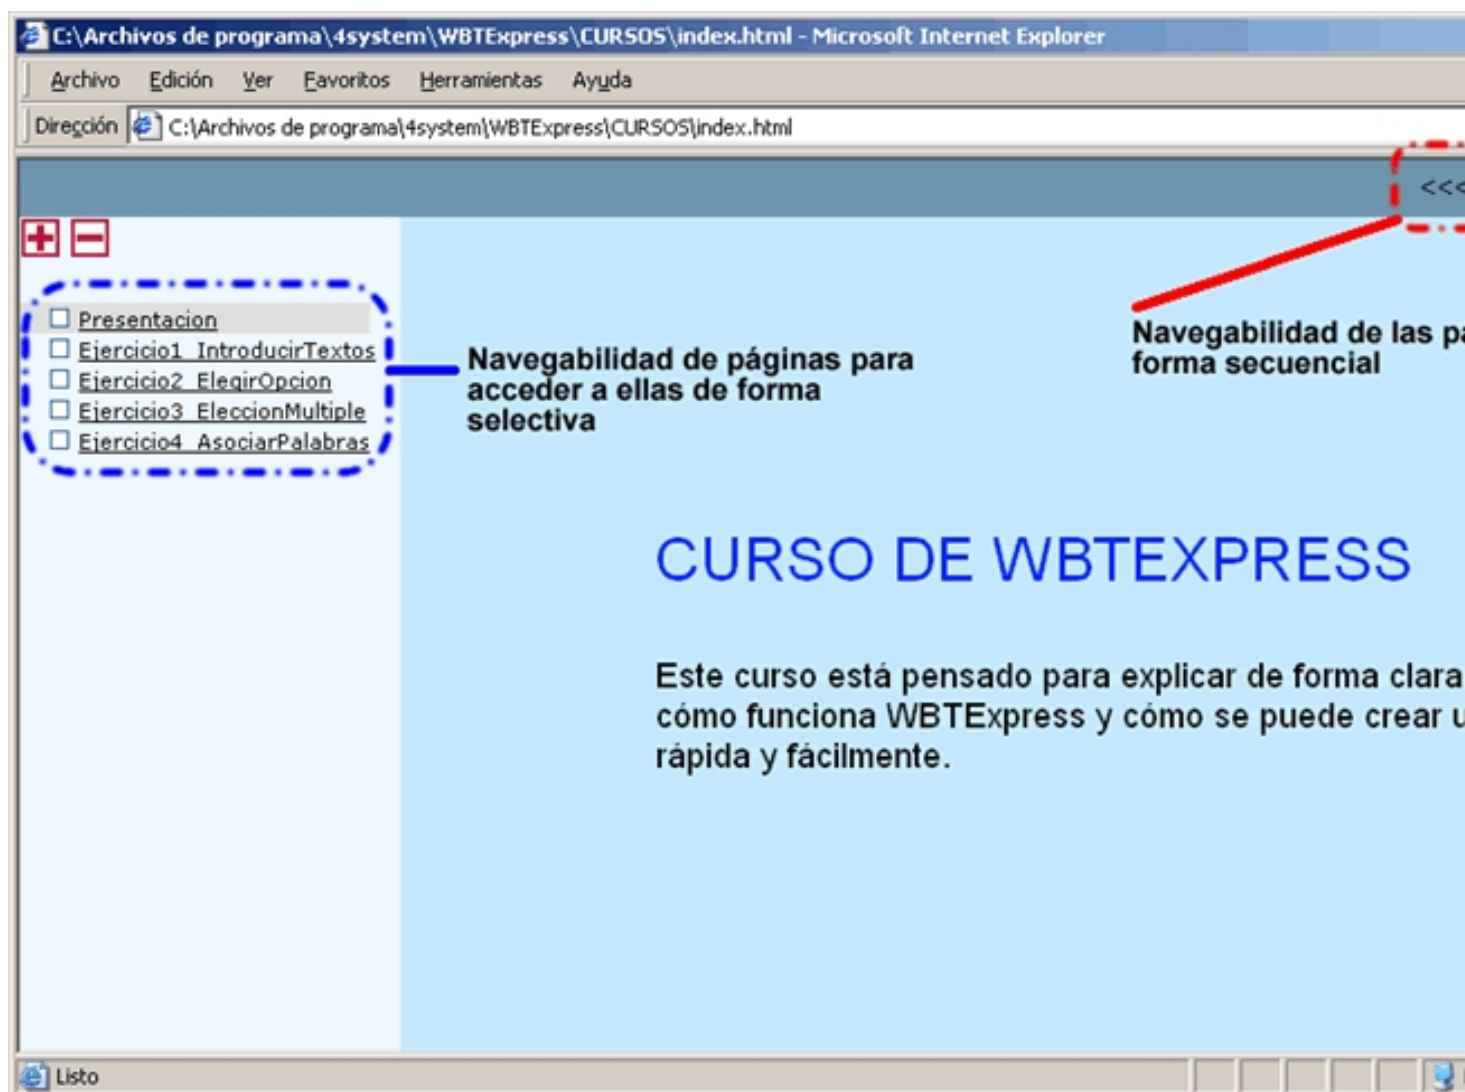 C:\Archivos de programa\4system\WBTExpress\CURSOS\index.html - Microsoft Internet Explorer
Archivo Edición Ver Favoritos Herramientas Ayuda
Dirección C:\Archivos de programa\4system\WBTExpress\CURSOS\index.html
<<<
Presentacion
Ejercicio1_IntroducirTextos
Ejercicio2_ElegirOpcion
Ejercicio3_EleccionMultiple
Ejercicio4_AsociarPalabras
Navegabilidad de páginas para
acceder a ellas de forma
selectiva
Navegabilidad de las
forma secuencial
CURSO DE WBTEXPRESS
Este curso está pensado para explicar de forma clara
cómo funciona WBTExpress y cómo se puede crear
rápida y fácilmente.
Listo